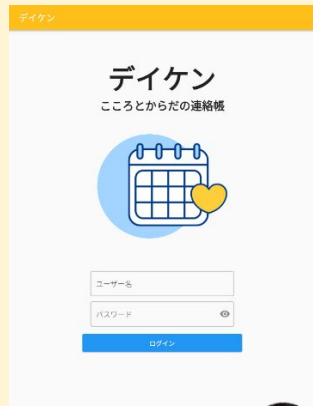 デイケン
デイケン
こころとからだの連絡帳
ユーザー名
パスワード
ログイン